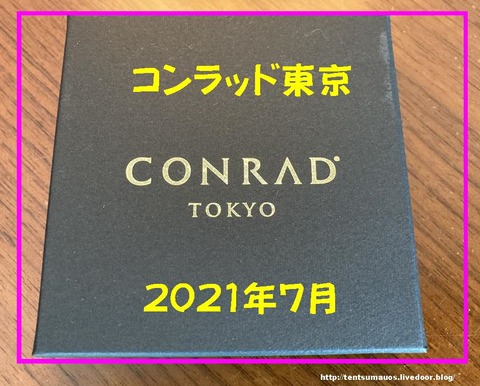 コンラッド東京
CONRAD
TOKYO
2021年7月
http://tentsumauos.livedoor.blog/